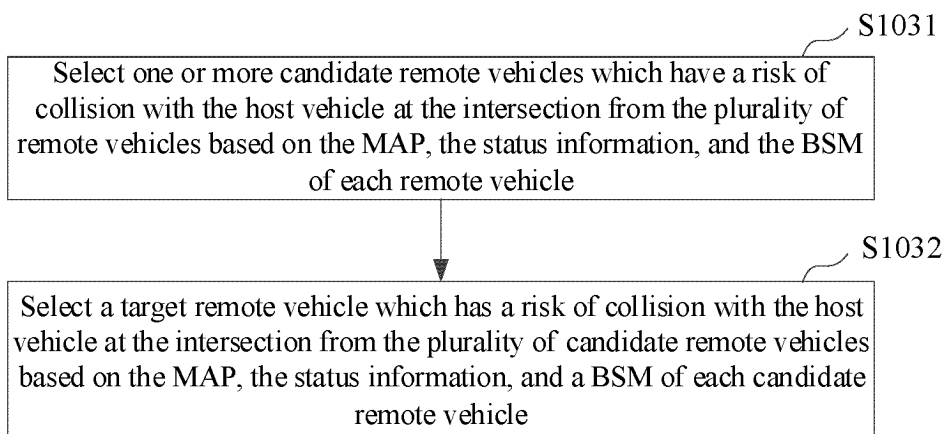 S1031
Select one or more candidate remote vehicles which have a risk of
collision with the host vehicle at the intersection from the plurality of
remote vehicles based on the MAP, the status information, and the BSM
of each remote vehicle
S1032
Select a target remote vehicle which has a risk of collision with the host
vehicle at the intersection from the plurality of candidate remote vehicles
based on the MAP, the status information, and a BSM of each candidate
remote vehicle